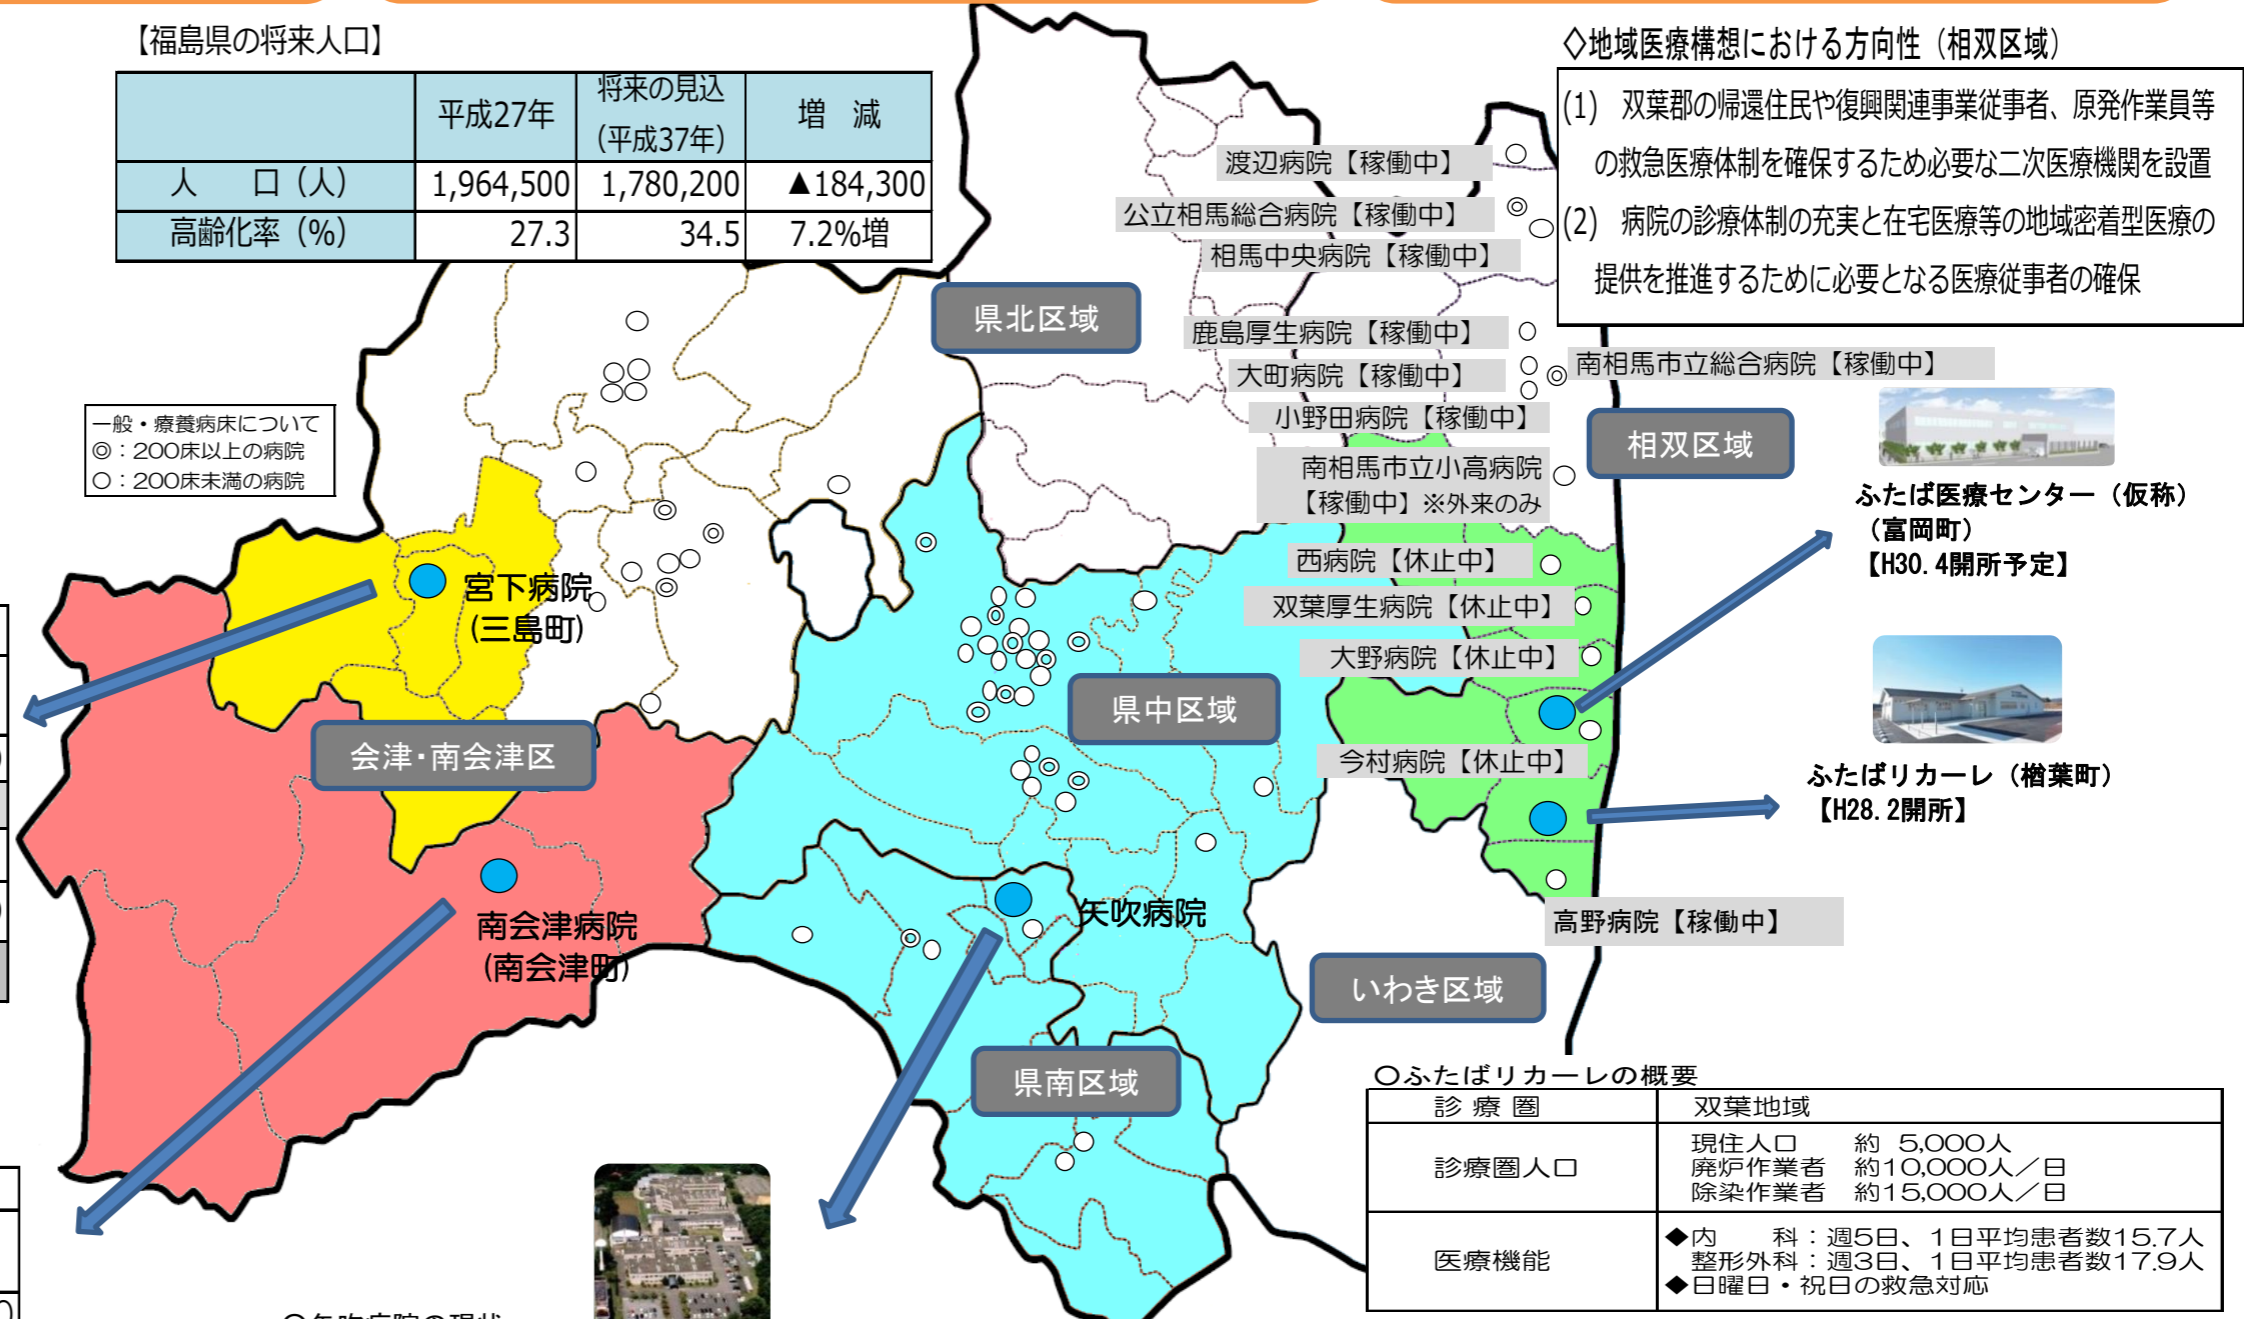 【福島県の将来人口】
平成27年 将来の見込（平成37年） 増　減
人　　口（人） 1,964,500 1,780,200 ▲184,300
高齢化率（%） 27.3 34.5 7.2%増
◇地域医療構想における方向性（相双区域）
(1)　双葉郡の帰還住民や復興関連事業従事者、原発作業員等
の救急医療体制を確保するため必要な二次医療機関を設置
(2)　病院の診療体制の充実と在宅医療等の地域密着型医療の
提供を推進するために必要となる医療従事者の確保
一般・療養病床について
◎：200床以上の病院
○：200床未満の病院
渡辺病院【稼働中】
公立相馬総合病院【稼働中】
相馬中央病院【稼働中】
県北区域
鹿島厚生病院【稼働中】
南相馬市立総合病院【稼働中】
大町病院【稼働中】
小野田病院【稼働中】
相双区域
南相馬市立小高病院
【稼働中】※外来のみ
ふたば医療センター（仮称）
（富岡町）
【H30.4開所予定】
西病院【休止中】
双葉厚生病院【休止中】
大野病院【休止中】
宮下病院
(三島町)
県中区域
会津･南会津区
今村病院【休止中】
ふたばリカーレ（楢葉町）
【H28.2開所】
南会津病院
(南会津町)
矢吹病院
高野病院【稼働中】
いわき区域
県南区域
〇ふたばリカーレの概要
診 療 圏 双葉地域
診療圏人口
現住人口　　約 5,000人
廃炉作業者　約10,000人／日
除染作業者　約15,000人／日
医療機能
◆内　　科：週5日、1日平均患者数15.7人
整形外科：週3日、1日平均患者数17.9人
◆日曜日・祝日の救急対応
〇矢吹病院の現状